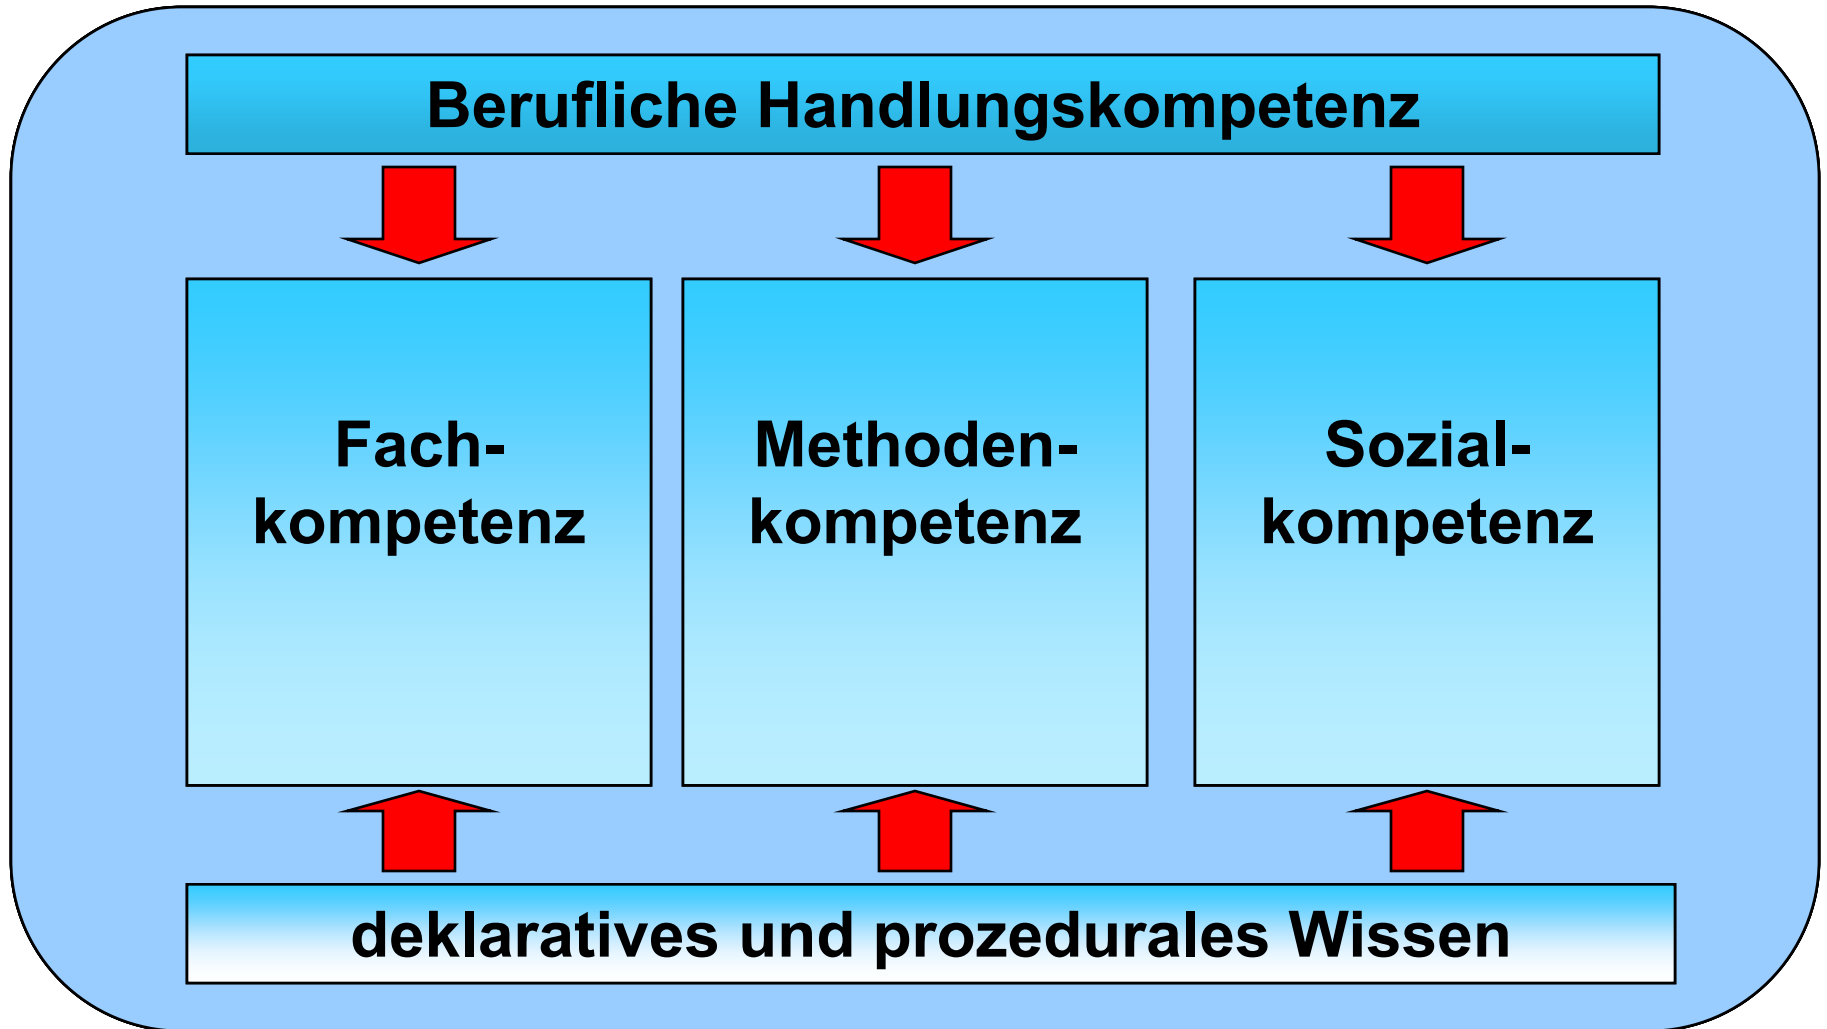 Berufliche Handlungskompetenz
Fach-
kompetenz
Methoden-
kompetenz
Sozial-
kompetenz
deklaratives und prozedurales Wissen